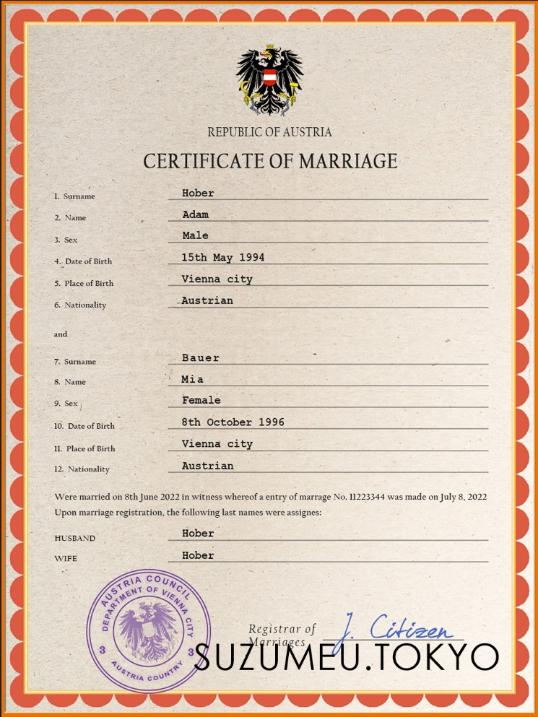 REPUBLIC OF AUSTRIA
CERTIFICATE OF MARRIAGE
1. Surname Hober
2. Name Adam
3. Sex Male
4. Date of Birth 15th May 1994
5. Place of Birth Vienna city
6. Nationality Austrian
and
7. Surname Bauer
8. Name Mia
9. Sex Female
10. Date of Birth 8th October 1996
11. Place of Birth Vienna city
12. Nationality Austrian
Were married on 8th June 2022 in witness whereof a entry of marrage No. 11223344 was made on July 8, 2022
Upon marriage registration, the following last names were assignes:
HUSBAND Hober
WIFE Hober
AUSTRIA COUNCIL
DEPARTMENT OF VIENNA CITY
3 3
AUSTRIA COUNTRY
Registrar of J. Citizen
Marriages
SUZUMEU.TOKYO